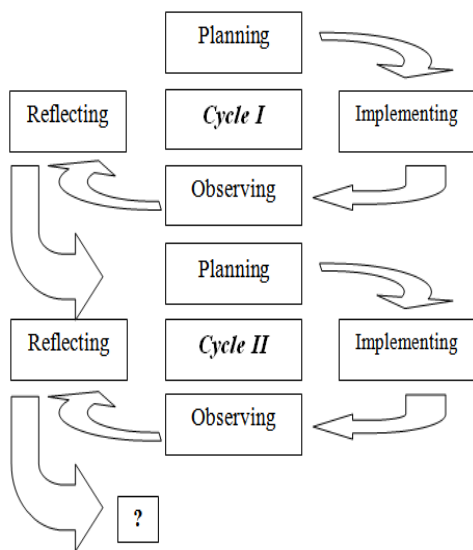 Planning
Reflecting
Cycle I
Implementing
Observing
Planning
Reflecting
Cycle II
Implementing
Observing
?